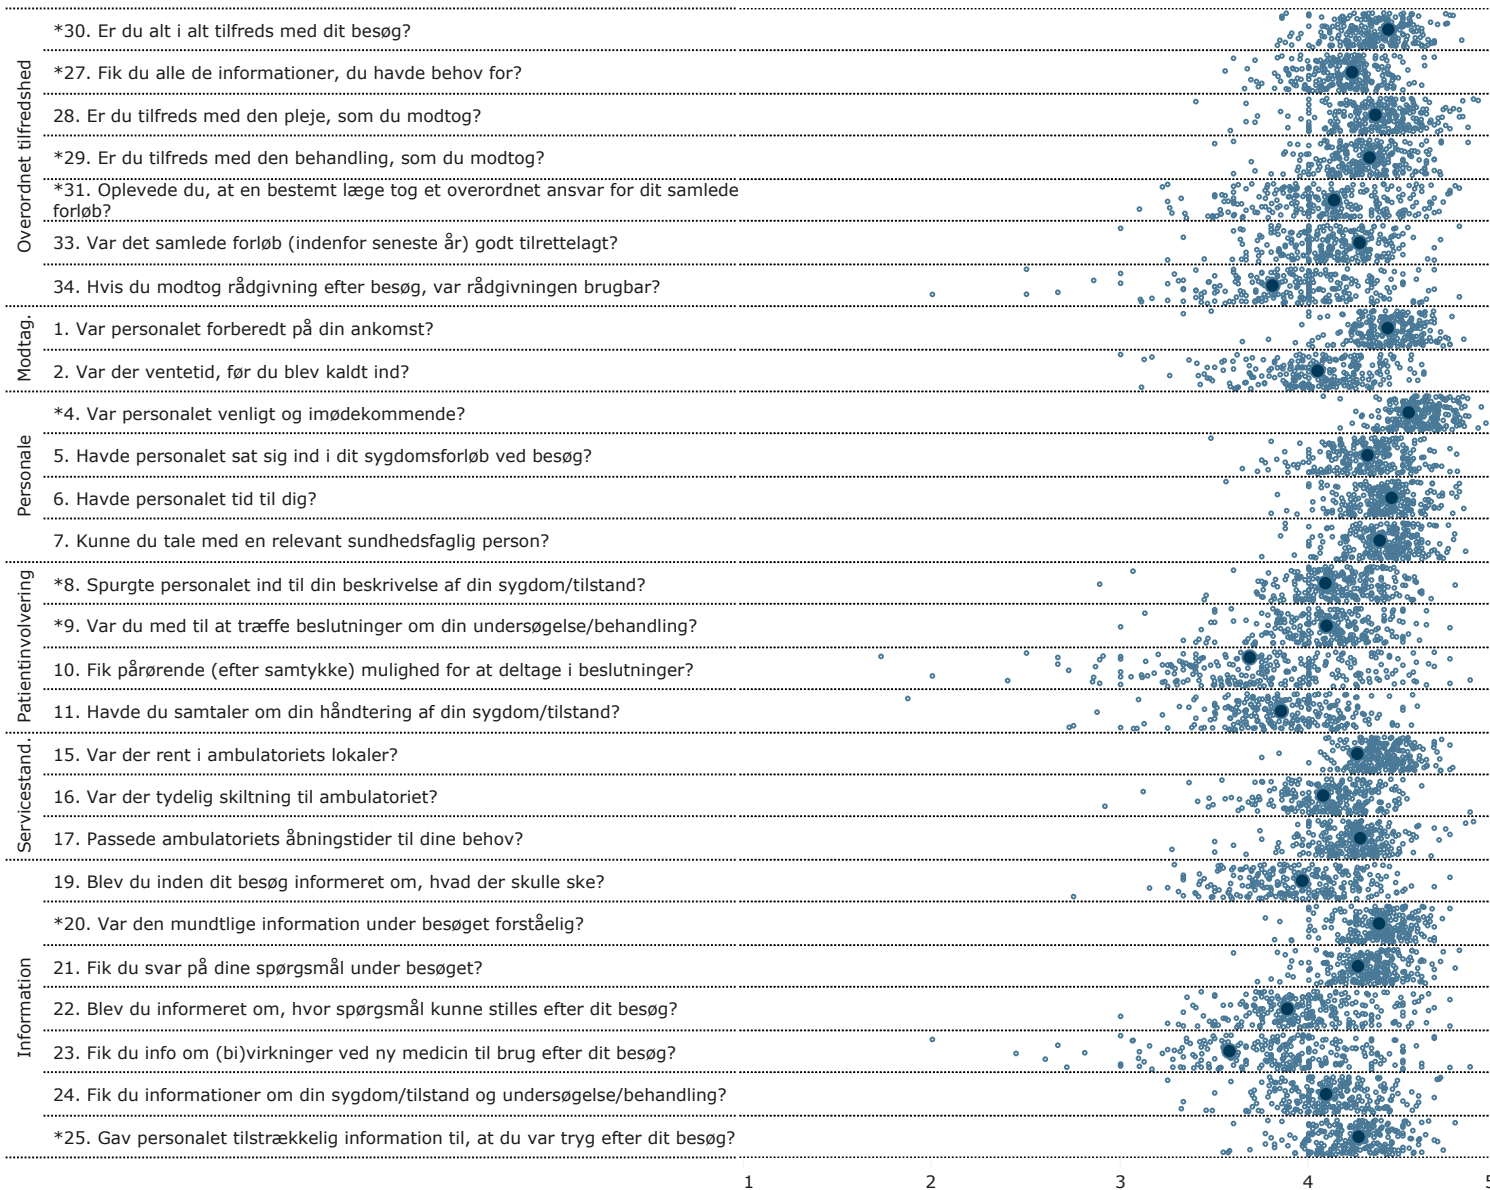 Overordnet tilfredshed
*30. Er du alt i alt tilfreds med dit besøg?
*27. Fik du alle de informationer, du havde behov for?
28. Er du tilfreds med den pleje, som du modtog?
*29. Er du tilfreds med den behandling, som du modtog?
*31. Oplevede du, at en bestemt læge tog et overordnet ansvar for dit samlede
forløb?
33. Var det samlede forløb (indenfor seneste år) godt tilrettelagt?
34. Hvis du modtog rådgivning efter besøg, var rådgivningen brugbar?
Modtag.
1. Var personalet forberedt på din ankomst?
2. Var der ventetid, før du blev kaldt ind?
Personale
*4. Var personalet venligt og imødekommende?
5. Havde personalet sat sig ind i dit sygdomsforløb ved besøg?
6. Havde personalet tid til dig?
7. Kunne du tale med en relevant sundhedsfaglig person?
Patientinvolvering
*8. Spurgte personalet ind til din beskrivelse af din sygdom/tilstand?
*9. Var du med til at træffe beslutninger om din undersøgelse/behandling?
10. Fik pårørende (efter samtykke) mulighed for at deltage i beslutninger?
11. Havde du samtaler om din håndtering af din sygdom/tilstand?
Servicestand.
15. Var der rent i ambulatoriets lokaler?
16. Var der tydelig skiltning til ambulatoriet?
17. Passede ambulatoriets åbningstider til dine behov?
Information
19. Blev du inden dit besøg informeret om, hvad der skulle ske?
*20. Var den mundtlige information under besøget forståelig?
21. Fik du svar på dine spørgsmål under besøget?
22. Blev du informeret om, hvor spørgsmål kunne stilles efter dit besøg?
23. Fik du info om (bi)virkninger ved ny medicin til brug efter dit besøg?
24. Fik du informationer om din sygdom/tilstand og undersøgelse/behandling?
*25. Gav personalet tilstrækkelig information til, at du var tryg efter dit besøg?
1 2 3 4 5